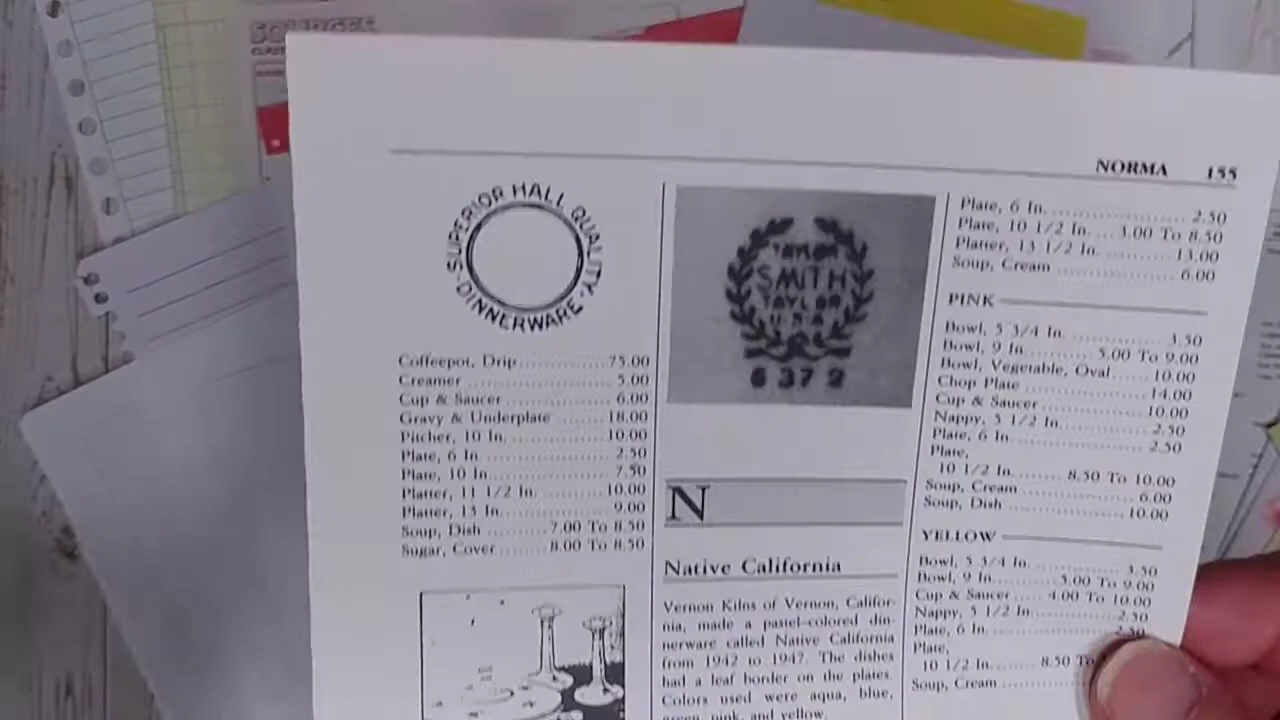 SOURCES
NORMA 155
SUPERIOR HALL QUALITY
DINNERWARE
Coffeepot, Drip 75.00
Creamer 5.00
Cup & Saucer 6.00
Gravy & Underplate 18.00
Pitcher, 10 In. 10.00
Plate, 6 In. 2.50
Plate, 10 In. 7.50
Platter, 11 1/2 In. 10.00
Platter, 13 In. 9.00
Soup, Dish 7.00 To 8.50
Sugar, Cover 8.00 To 8.50
TAYLOR
SMITH
TAYLOR
U.S.A.
6 37 2
N
Native California
Vernon Kilns of Vernon, Califor-
nia, made a pastel-colored din-
nerware called Native California
from 1942 to 1947. The dishes
had a leaf border on the plates.
Colors used were aqua, blue,
green, pink, and yellow.
Plate, 6 In. 2.50
Plate, 10 1/2 In. 3.00 To 8.50
Platter, 13 1/2 In. 13.00
Soup, Cream 6.00
PINK
Bowl, 5 3/4 In. 3.50
Bowl, 9 In. 5.00 To 9.00
Bowl, Vegetable, Oval 10.00
Chop Plate 14.00
Cup & Saucer 10.00
Nappy, 5 1/2 In. 2.50
Plate, 6 In. 2.50
Plate,
10 1/2 In. 8.50 To 10.00
Soup, Cream 6.00
Soup, Dish 10.00
YELLOW
Bowl, 5 3/4 In. 3.50
Bowl, 9 In. 5.00 To 9.00
Cup & Saucer 4.00 To 10.00
Nappy, 5 1/2 In. 2.50
Plate, 6 In. 2.50
Plate,
10 1/2 In. 8.50 To
Soup, Cream